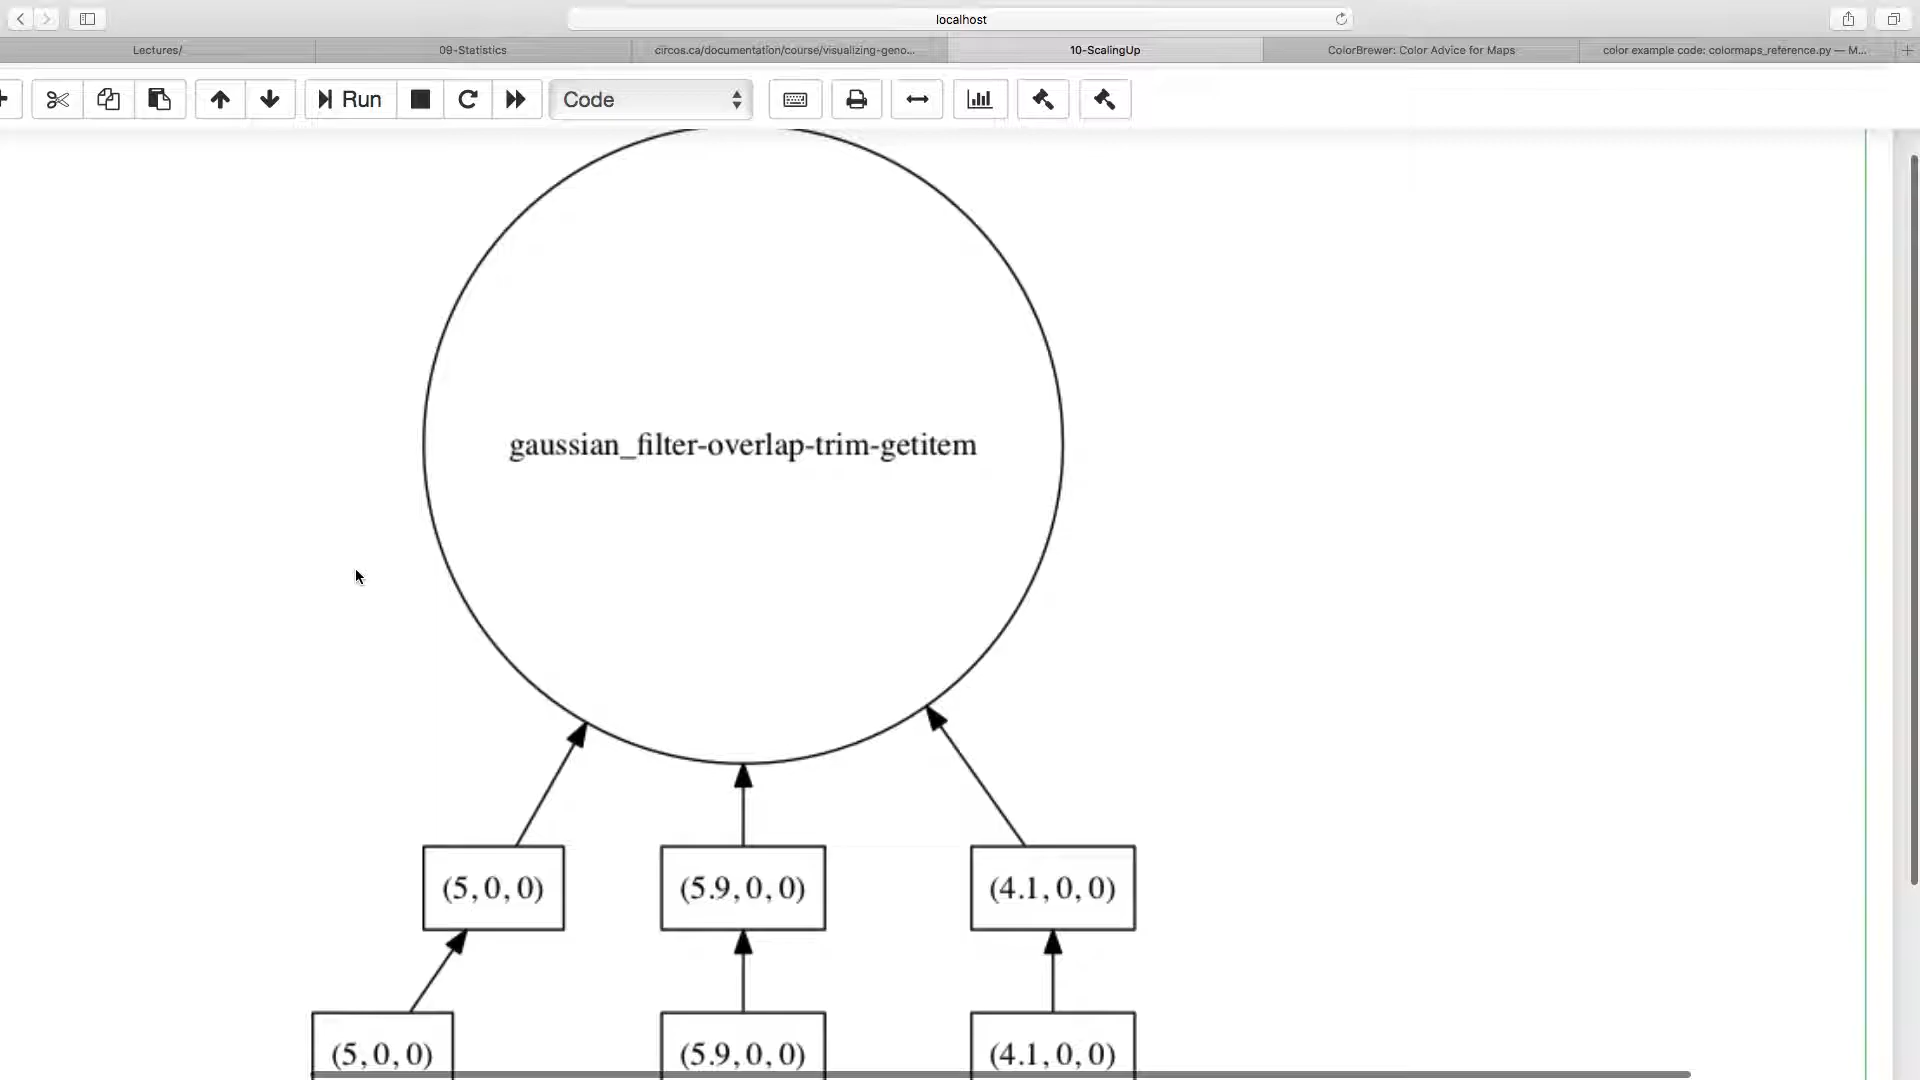 localhost
Lectures/
09-Statistics
circos.ca/documentation/course/visualizing-geno...
10-ScalingUp
ColorBrewer: Color Advice for Maps
color example code: colormaps_reference.py — M...
Run
Code
gaussian_filter-overlap-trim-getitem
(5, 0, 0)
(5.9, 0, 0)
(4.1, 0, 0)
(5, 0, 0)
(5.9, 0, 0)
(4.1, 0, 0)